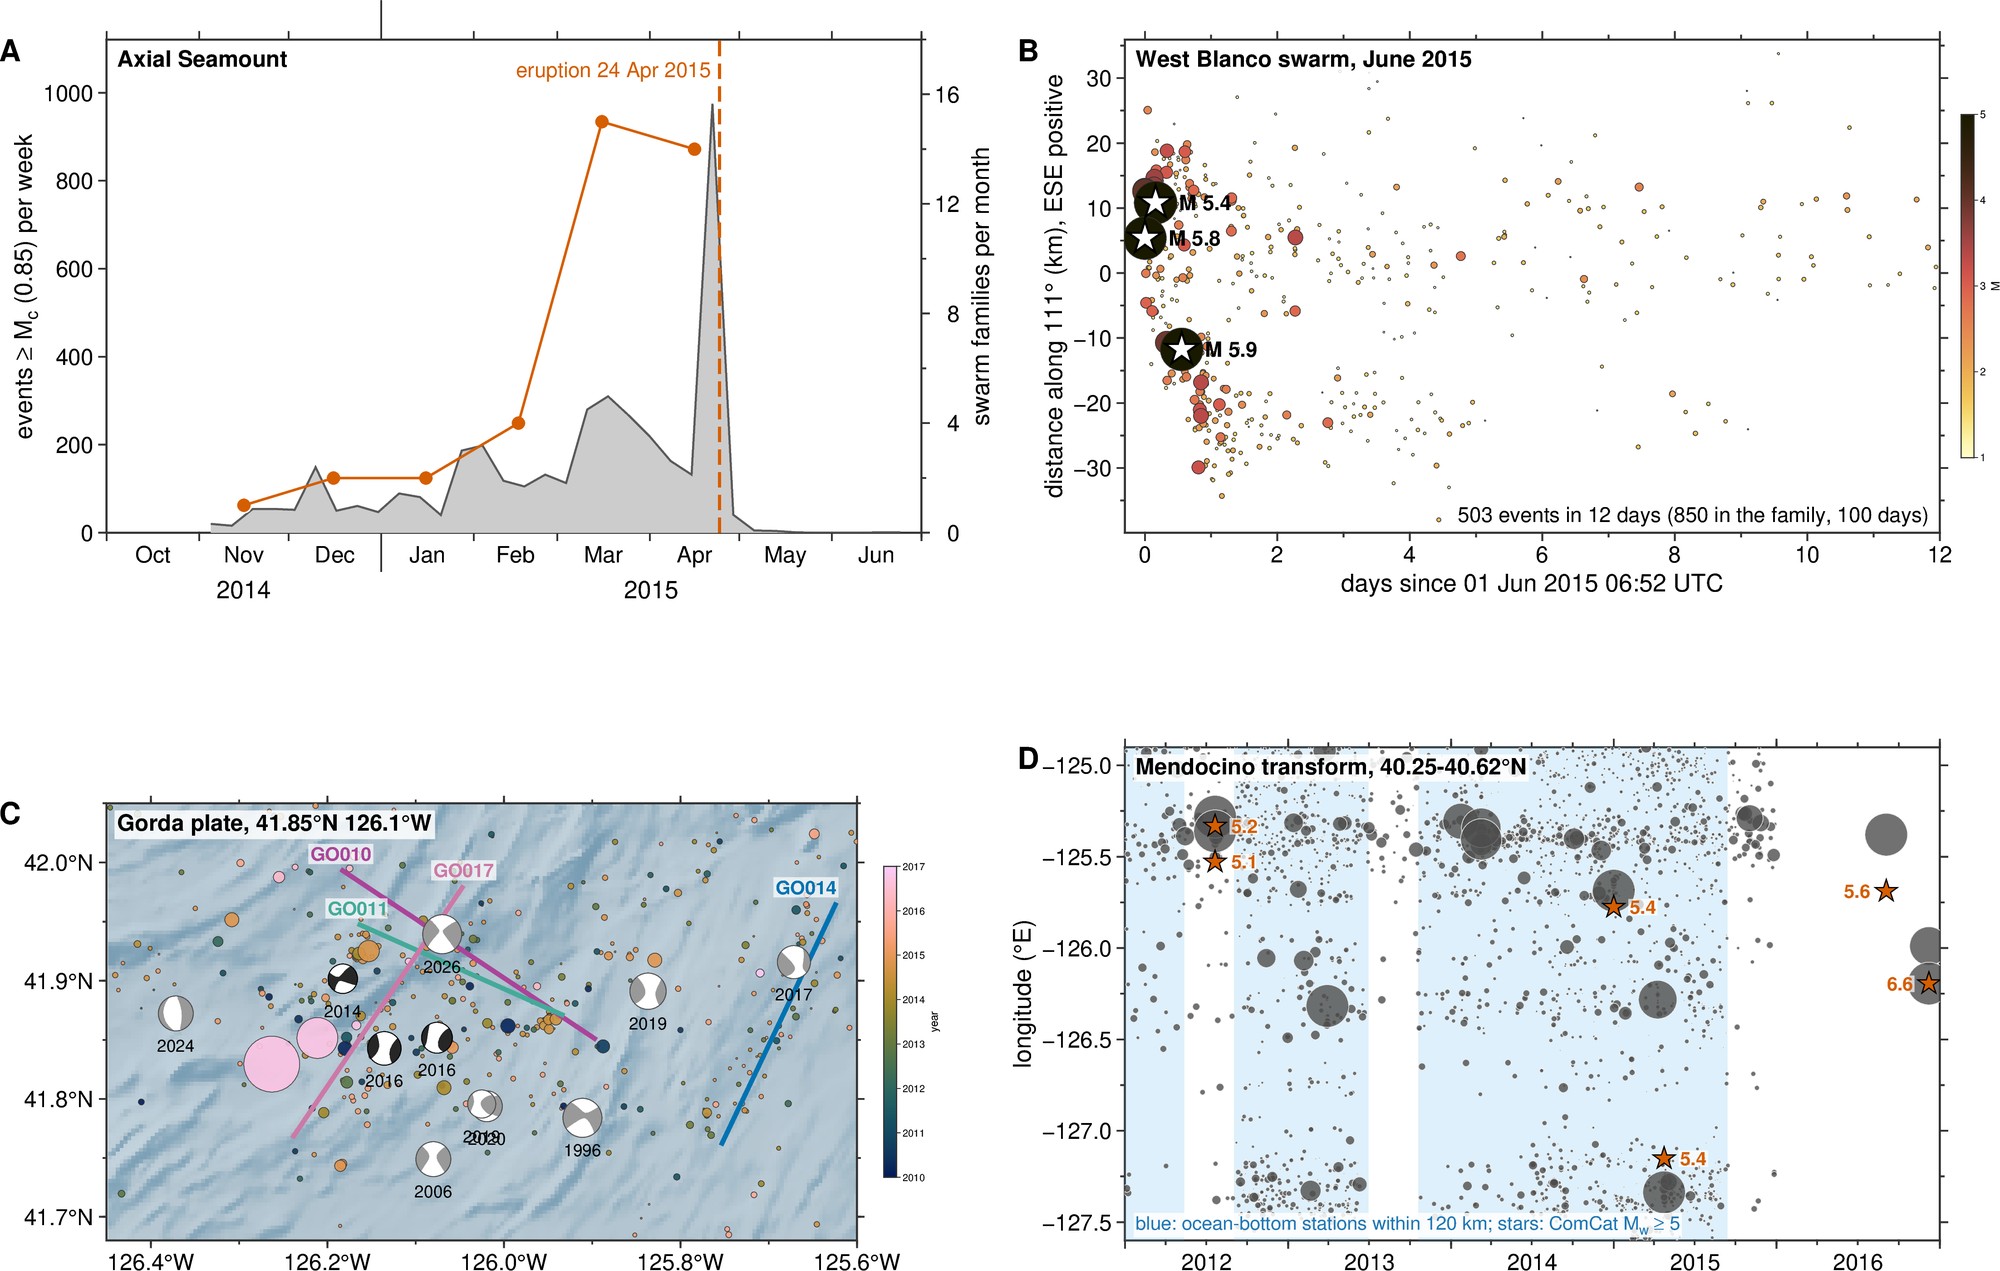 A
Axial Seamount
eruption 24 Apr 2015
events ≥ Mc (0.85) per week
1000
800
600
400
200
0
16
12
8
4
0
swarm families per month
Oct Nov Dec Jan Feb Mar Apr May Jun
2014 2015
B
West Blanco swarm, June 2015
distance along 111° (km), ESE positive
30
20
10
0
−10
−20
−30
M 5.4
M 5.8
M 5.9
503 events in 12 days (850 in the family, 100 days)
0 2 4 6 8 10 12
days since 01 Jun 2015 06:52 UTC
5
4
3
2
1
M
C
Gorda plate, 41.85°N 126.1°W
GO010
GO017
GO011
GO014
2026
2014
2017
2024
2019
2016
2016
2019
2020
1996
2006
42.0°N
41.9°N
41.8°N
41.7°N
126.4°W 126.2°W 126.0°W 125.8°W 125.6°W
2017
2016
2015
2014
2013
2012
2011
2010
year
D
Mendocino transform, 40.25-40.62°N
longitude (°E)
−125.0
−125.5
−126.0
−126.5
−127.0
−127.5
5.2
5.1
5.6
5.4
6.6
5.4
blue: ocean-bottom stations within 120 km; stars: ComCat Mw ≥ 5
2012 2013 2014 2015 2016